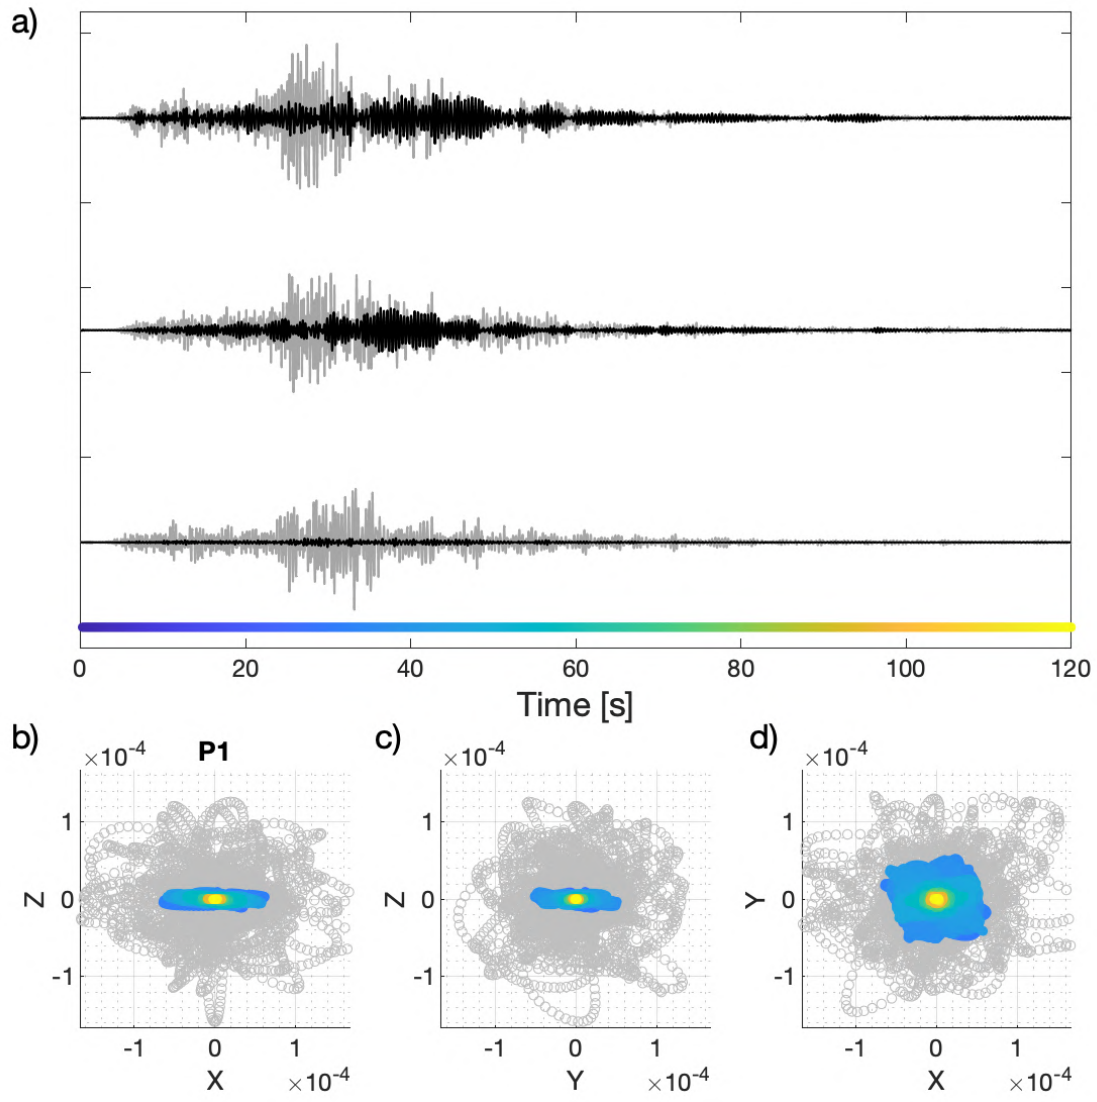 a)
0 20 40 60 80 100 120
Time [s]
b) c) d)
×10⁻⁴ P1 ×10⁻⁴ ×10⁻⁴
1 1 1
Z 0 Z 0 Y 0
-1 -1 -1
-1 0 1 -1 0 1 -1 0 1
X ×10⁻⁴ Y ×10⁻⁴ X ×10⁻⁴